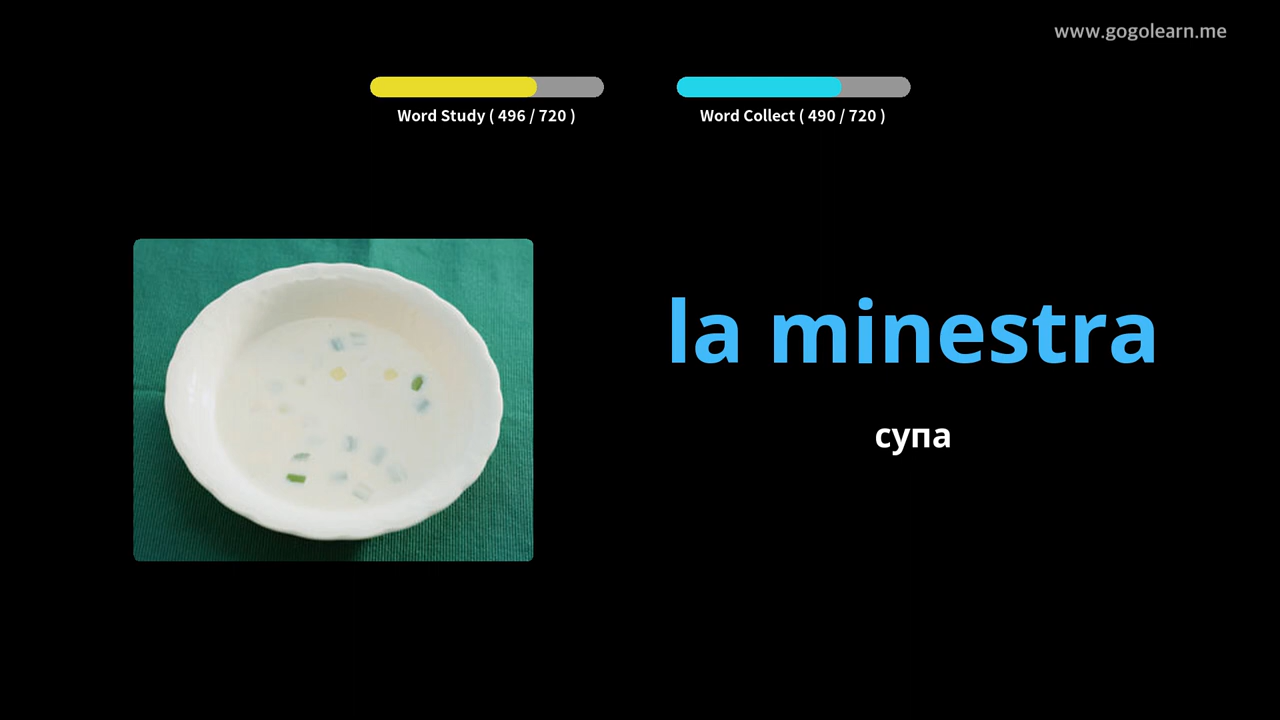 www.gogolearn.me
Word Study ( 496 / 720 )
Word Collect ( 490 / 720 )
la minestra
супа